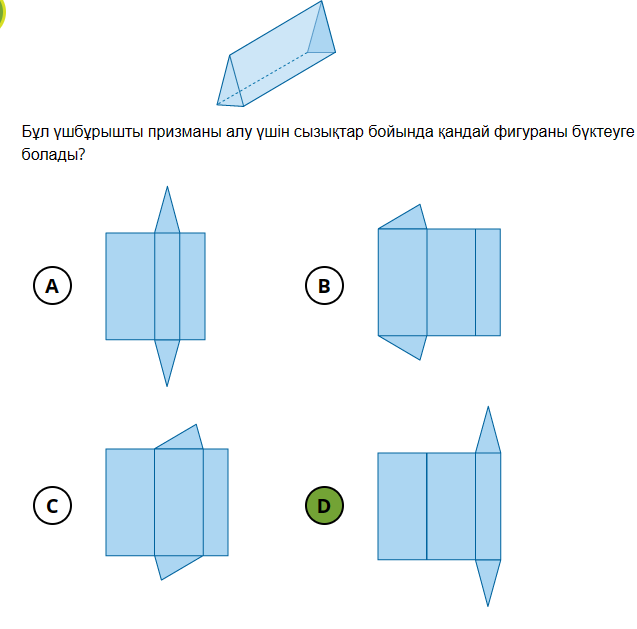 Бұл үшбұрышты призманы алу үшін сызықтар бойында қандай фигураны бүктеуге
болады?
A
B
C
D